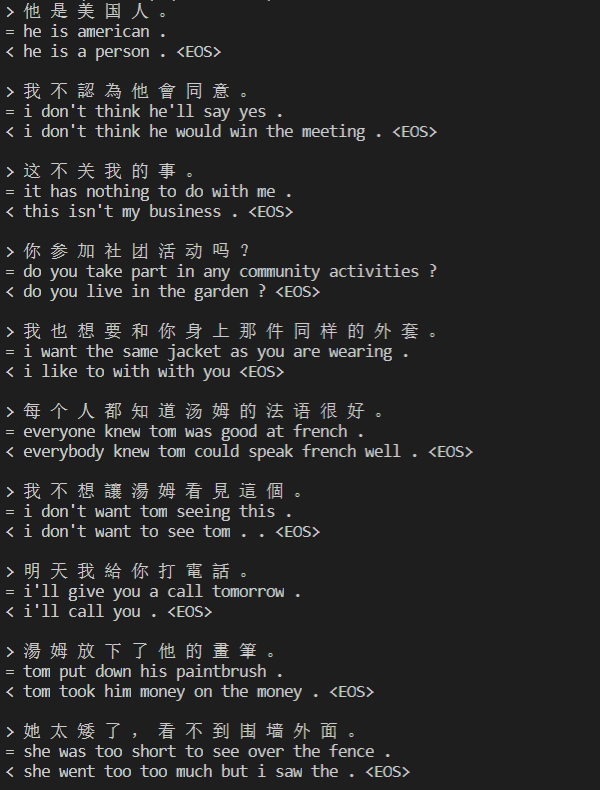 > 他 是 美 国 人 。
= he is american .
< he is a person . <EOS>
> 我 不 認 為 他 會 同 意 。
= i don't think he'll say yes .
< i don't think he would win the meeting . <EOS>
> 这 不 关 我 的 事 。
= it has nothing to do with me .
< this isn't my business . <EOS>
> 你 参 加 社 团 活 动 吗 ？
= do you take part in any community activities ?
< do you live in the garden ? <EOS>
> 我 也 想 要 和 你 身 上 那 件 同 样 的 外 套 。
= i want the same jacket as you are wearing .
< i like to with with you <EOS>
> 每 个 人 都 知 道 汤 姆 的 法 语 很 好 。
= everyone knew tom was good at french .
< everybody knew tom could speak french well . <EOS>
> 我 不 想 讓 湯 姆 看 見 這 個 。
= i don't want tom seeing this .
< i don't want to see tom . . <EOS>
> 明 天 我 給 你 打 電 話 。
= i'll give you a call tomorrow .
< i'll call you . <EOS>
> 湯 姆 放 下 了 他 的 畫 筆 。
= tom put down his paintbrush .
< tom took him money on the money . <EOS>
> 她 太 矮 了 ， 看 不 到 围 墙 外 面 。
= she was too short to see over the fence .
< she went too too much but i saw the . <EOS>